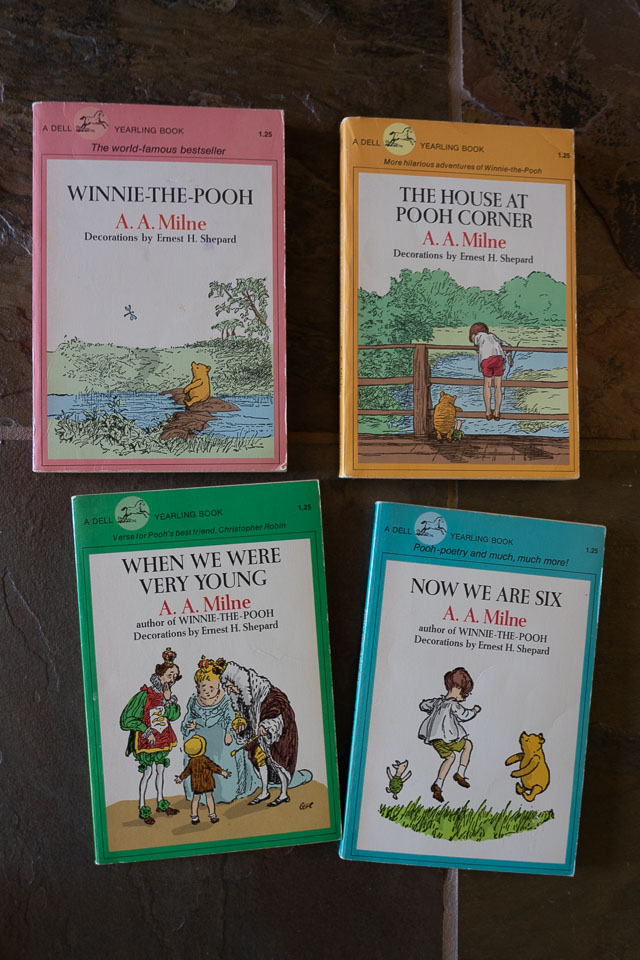 A DELL YEARLING BOOK 1.25
The world-famous bestseller
WINNIE-THE-POOH
A. A. Milne
Decorations by Ernest H. Shepard
A DELL YEARLING BOOK 1.25
More hilarious adventures of Winnie-the-Pooh
THE HOUSE AT
POOH CORNER
A. A. Milne
Decorations by Ernest H. Shepard
A DELL YEARLING BOOK 1.25
Verse for Pooh's best friend, Christopher Robin
WHEN WE WERE
VERY YOUNG
A. A. Milne
author of WINNIE-THE-POOH
Decorations by Ernest H. Shepard
A DELL YEARLING BOOK 1.25
Pooh-poetry and much, much more!
NOW WE ARE SIX
A. A. Milne
author of WINNIE-THE-POOH
Decorations by Ernest H. Shepard